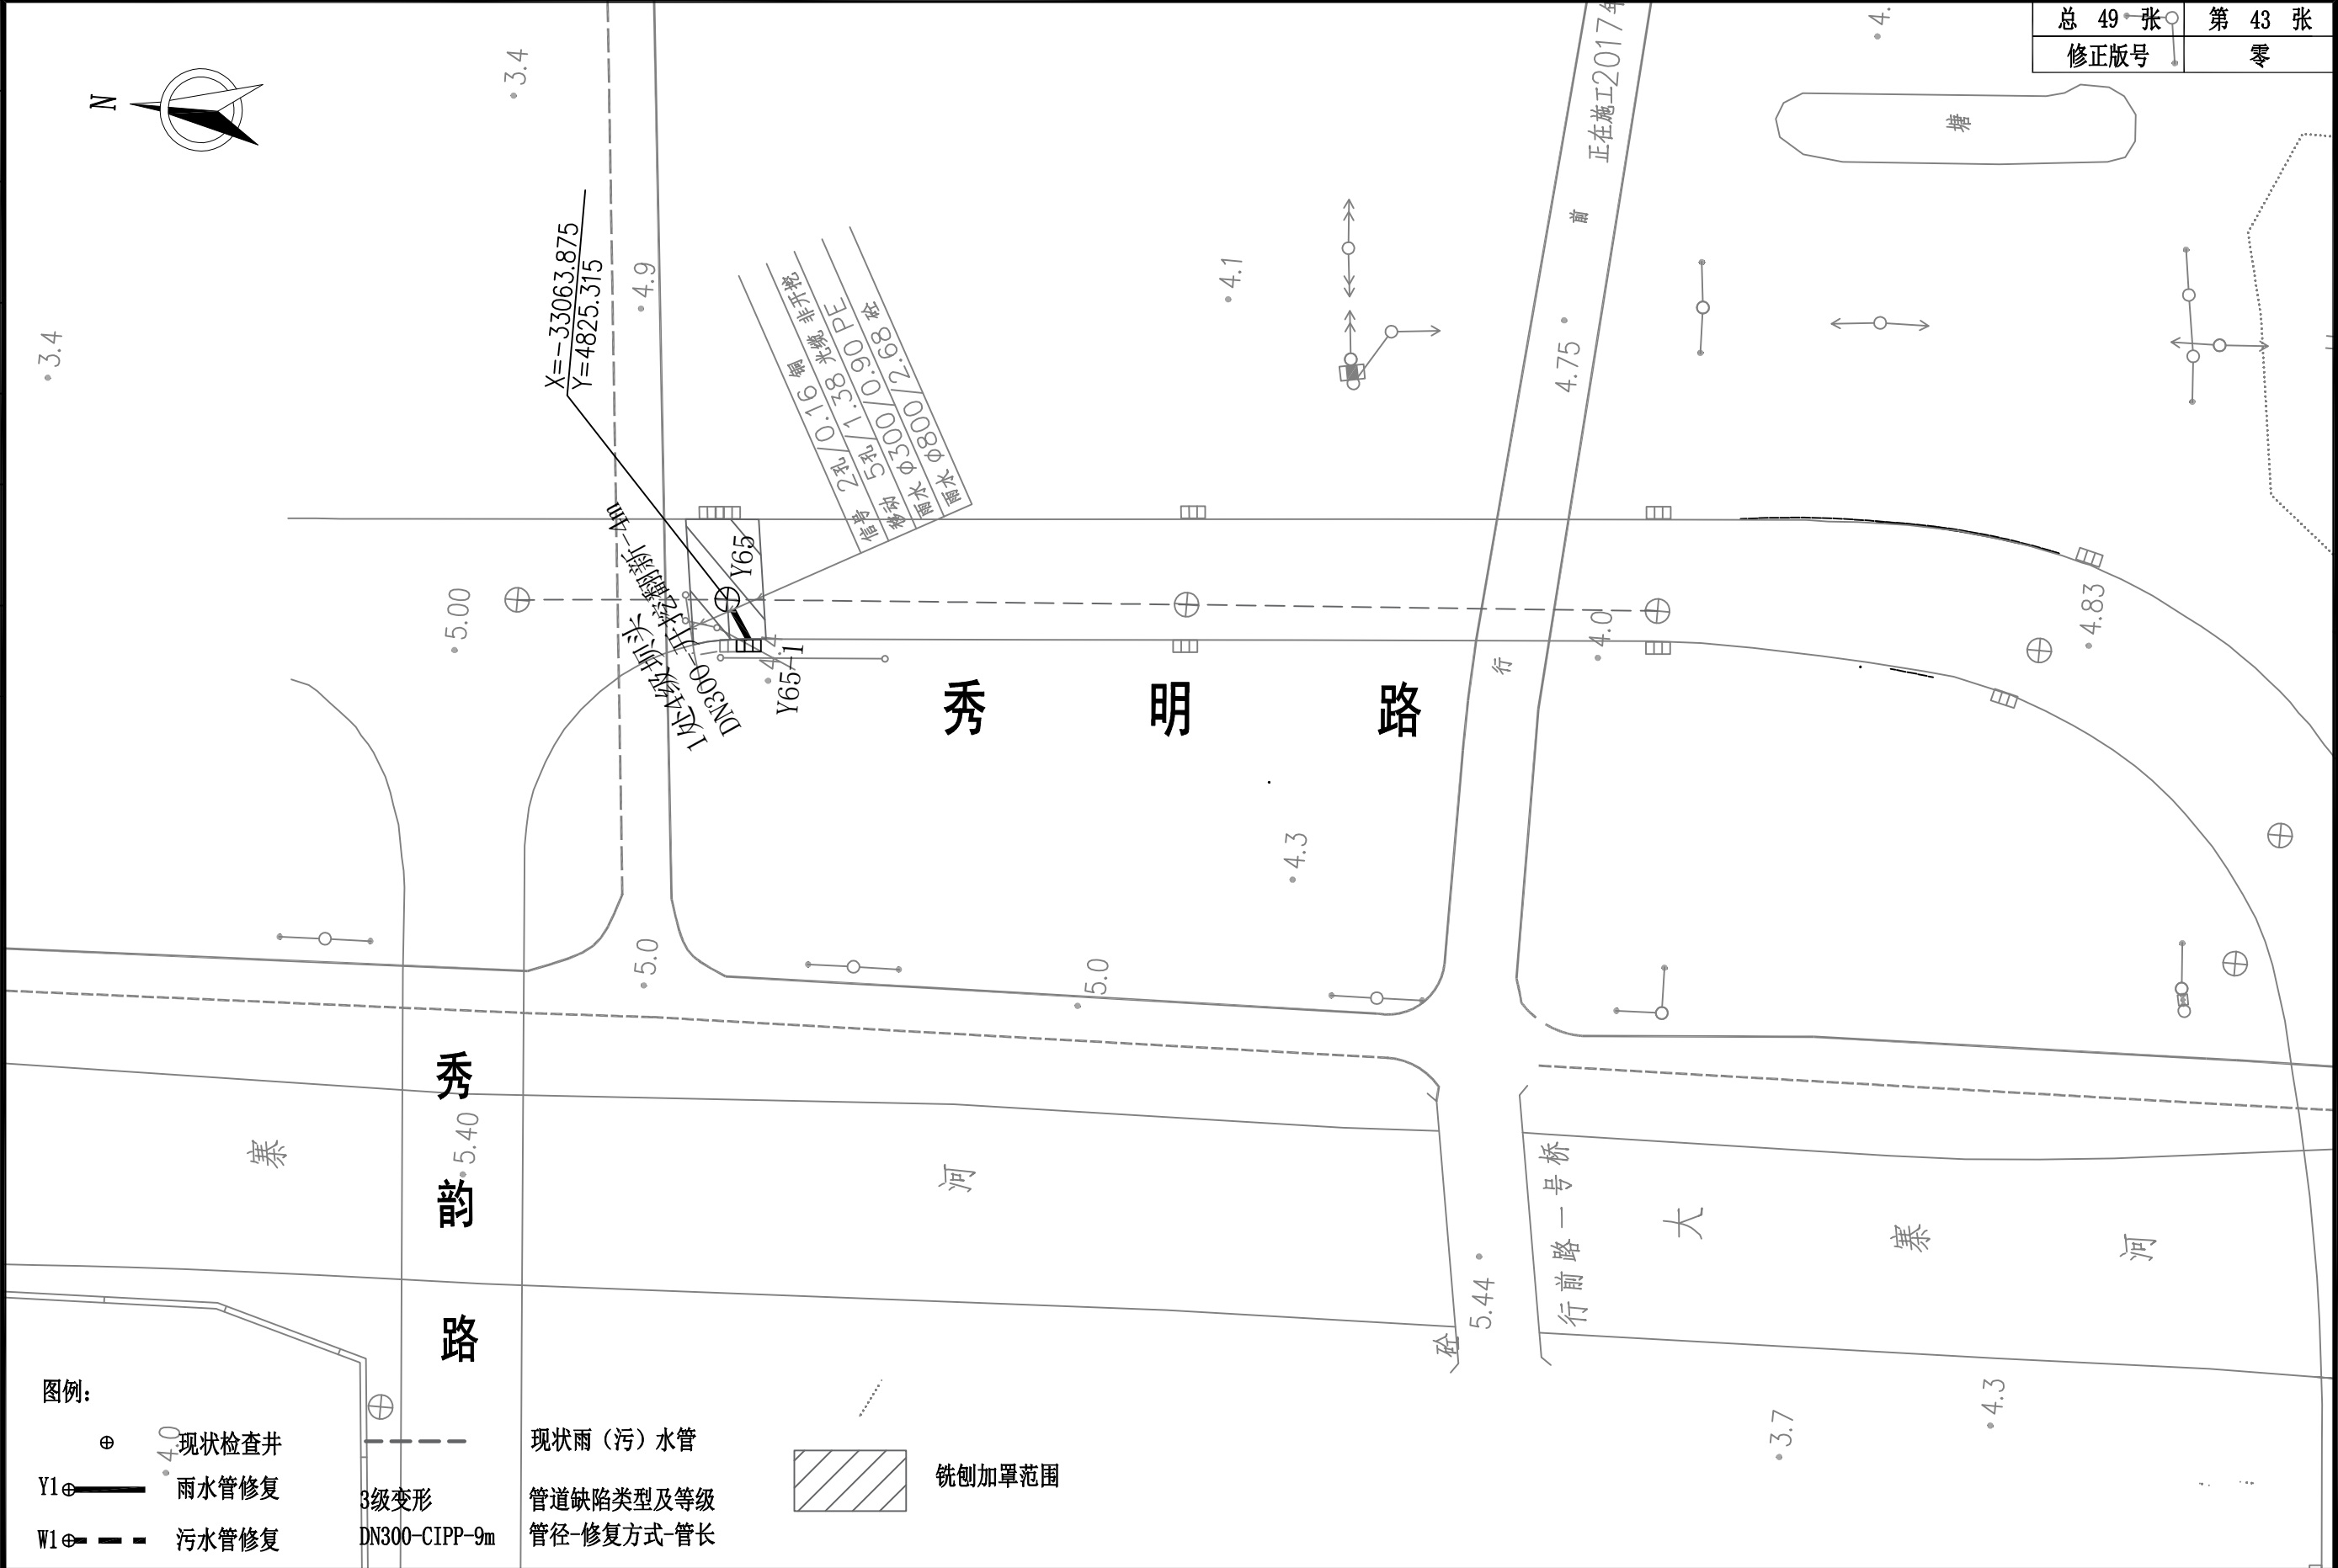 总 49 张 第 43 张
修正版号 零
N
3.4
3.4
X=-33063.875
Y=4825.315
4.9
信号 2孔/0.16 铜
移动 5孔/1.38 光缆 非开挖
雨水 φ300/0.90 PE
雨水 φ800/2.68 砼
4.1
4.75
正在施工2017年
前
4.
塘
5.00
1处4级坍(污)
DN300-开挖翻新-4m
Y65
4.4
Y65-1
4.0
行
4.83
秀 明 路
4.3
5.0
5.0
秀
韵
路
5.40
寨
河
行前路一号桥
大
寨
河
5.44
砼
3.7
4.3
4.0
图例:
现状检查井
现状雨（污）水管
Y1 雨水管修复
3级变形 管道缺陷类型及等级
W1 污水管修复
DN300-CIPP-9m 管径-修复方式-管长
铣刨加罩范围